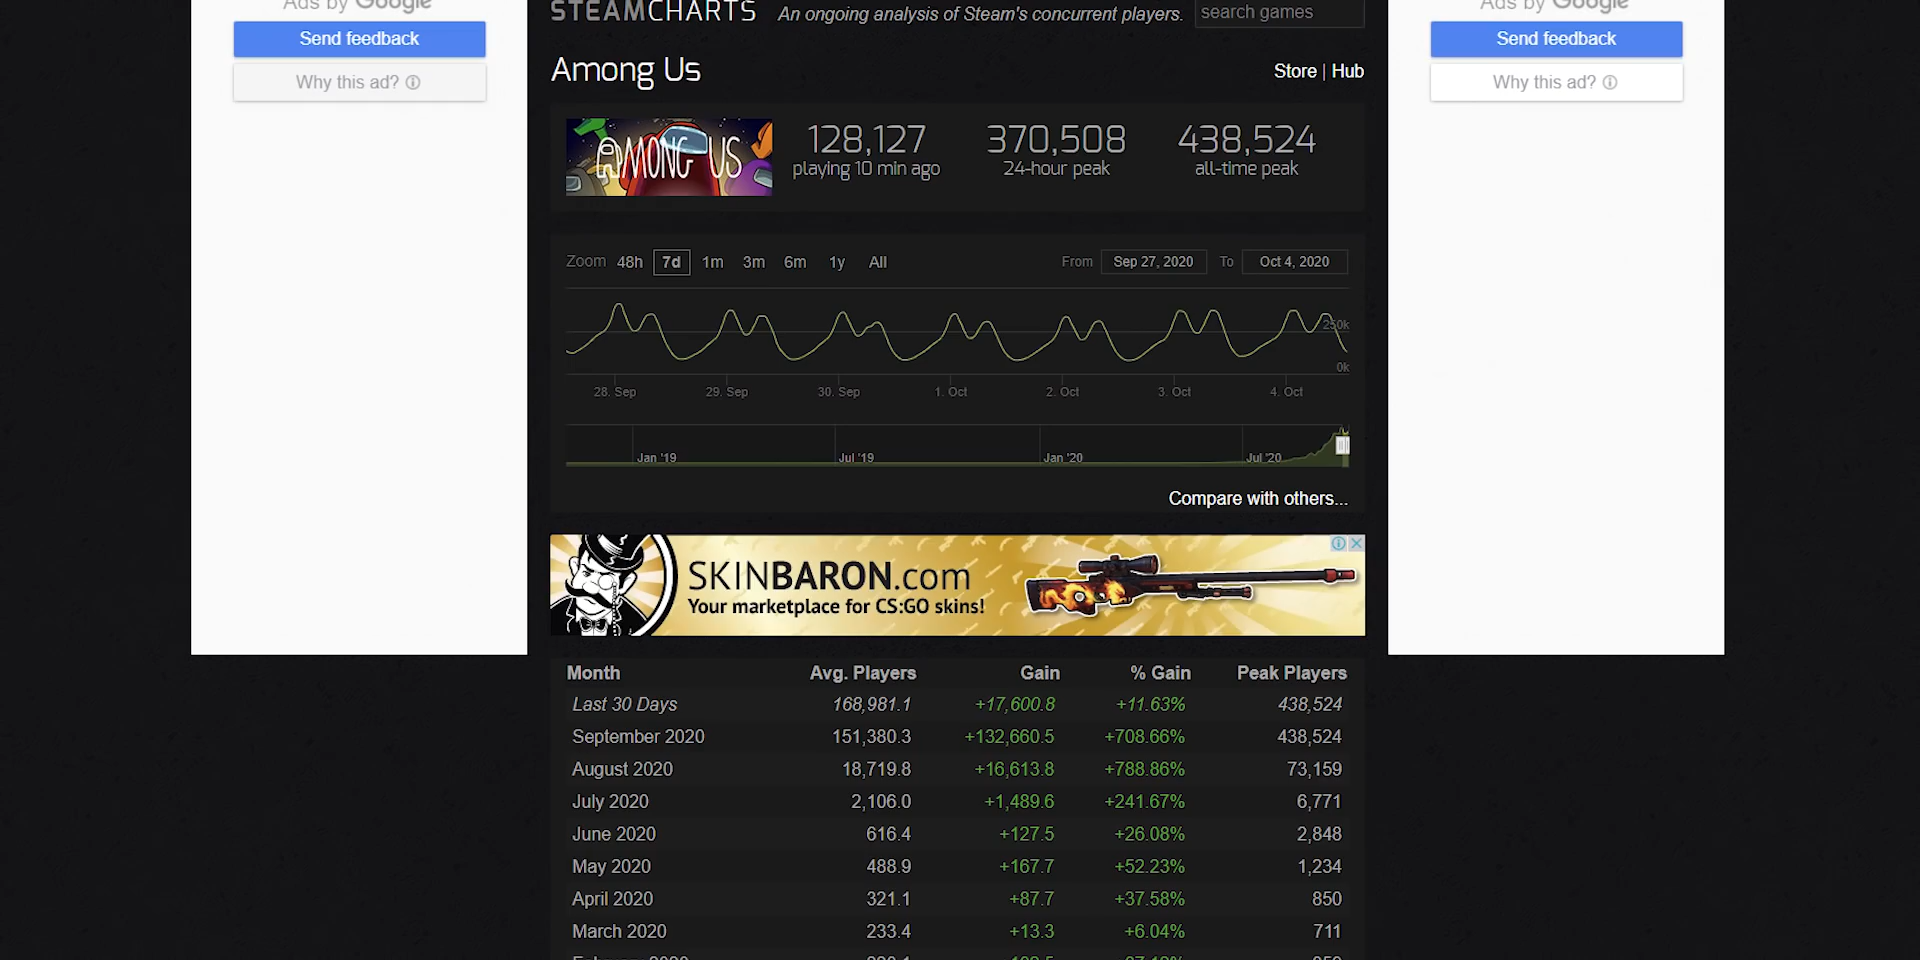 Ads by Google
Send feedback
Why this ad?
STEAMCHARTS An ongoing analysis of Steam's concurrent players. search games
Ads by Google
Send feedback
Why this ad?
Among Us
Store | Hub
AMONG US
128,127
playing 10 min ago
370,508
24-hour peak
438,524
all-time peak
Zoom 48h 7d 1m 3m 6m 1y All From Sep 27, 2020 To Oct 4, 2020
250k
0k
28. Sep 29. Sep 30. Sep 1. Oct 2. Oct 3. Oct 4. Oct
Jan '19 Jul '19 Jan '20 Jul '20
Compare with others...
SKINBARON.com
Your marketplace for CS:GO skins!
Month Avg. Players Gain % Gain Peak Players
Last 30 Days 168,981.1 +17,600.8 +11.63% 438,524
September 2020 151,380.3 +132,660.5 +708.66% 438,524
August 2020 18,719.8 +16,613.8 +788.86% 73,159
July 2020 2,106.0 +1,489.6 +241.67% 6,771
June 2020 616.4 +127.5 +26.08% 2,848
May 2020 488.9 +167.7 +52.23% 1,234
April 2020 321.1 +87.7 +37.58% 850
March 2020 233.4 +13.3 +6.04% 711